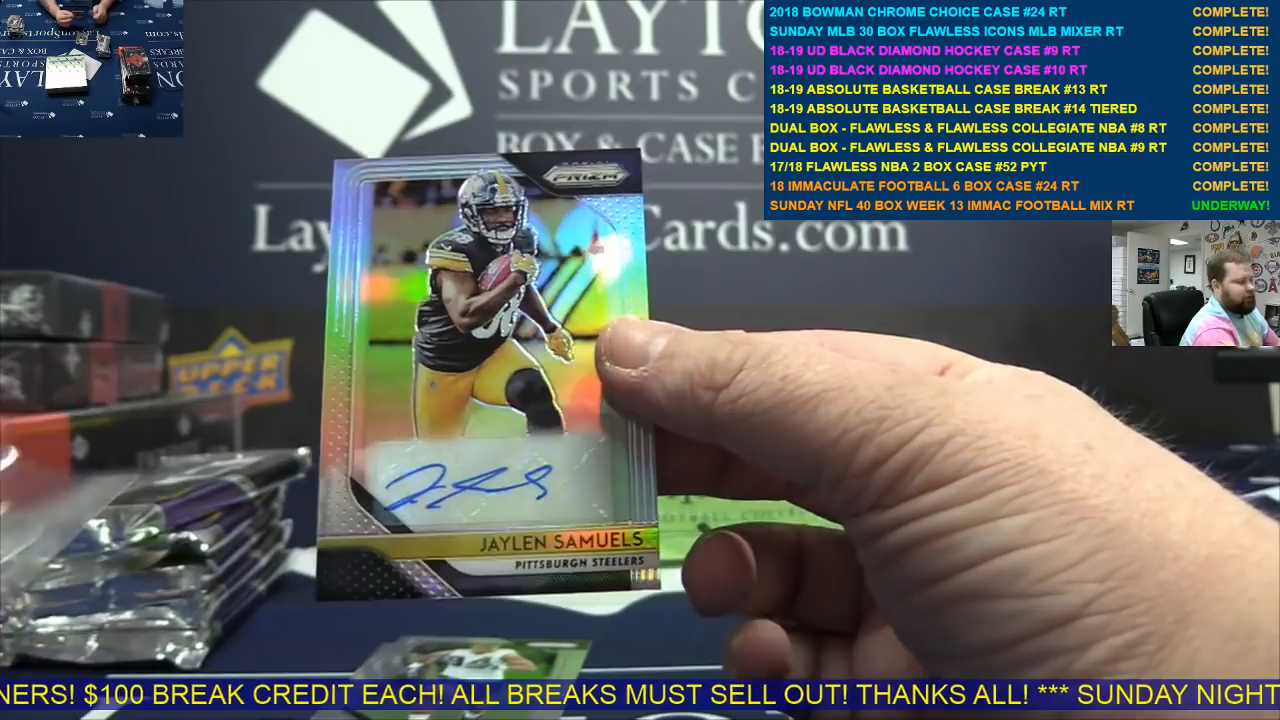 2018 BOWMAN CHROME CHOICE CASE #24 RT COMPLETE!
SUNDAY MLB 30 BOX FLAWLESS ICONS MLB MIXER RT COMPLETE!
18-19 UD BLACK DIAMOND HOCKEY CASE #9 RT COMPLETE!
18-19 UD BLACK DIAMOND HOCKEY CASE #10 RT COMPLETE!
18-19 ABSOLUTE BASKETBALL CASE BREAK #13 RT COMPLETE!
18-19 ABSOLUTE BASKETBALL CASE BREAK #14 TIERED COMPLETE!
DUAL BOX - FLAWLESS & FLAWLESS COLLEGIATE NBA #8 RT COMPLETE!
DUAL BOX - FLAWLESS & FLAWLESS COLLEGIATE NBA #9 RT COMPLETE!
17/18 FLAWLESS NBA 2 BOX CASE #52 PYT COMPLETE!
18 IMMACULATE FOOTBALL 6 BOX CASE #24 RT COMPLETE!
SUNDAY NFL 40 BOX WEEK 13 IMMAC FOOTBALL MIX RT UNDERWAY!
LAYTO
SPORTS C
BOX & CASE
Lay Cards.com
PRIZM
UPPER DECK
JAYLEN SAMUELS
PITTSBURGH STEELERS
NERS! $100 BREAK CREDIT EACH! ALL BREAKS MUST SELL OUT! THANKS ALL! *** SUNDAY NIGHT